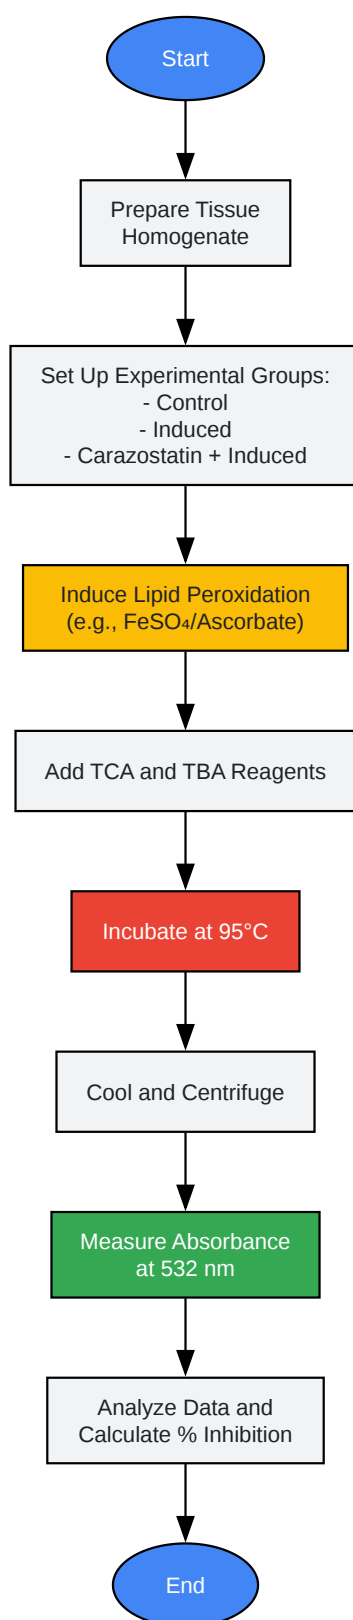 Start
Prepare Tissue
Homogenate
Set Up Experimental Groups:
- Control
- Induced
- Carazostatin + Induced
Induce Lipid Peroxidation
(e.g., FeSO₄/Ascorbate)
Add TCA and TBA Reagents
Incubate at 95°C
Cool and Centrifuge
Measure Absorbance
at 532 nm
Analyze Data and
Calculate % Inhibition
End